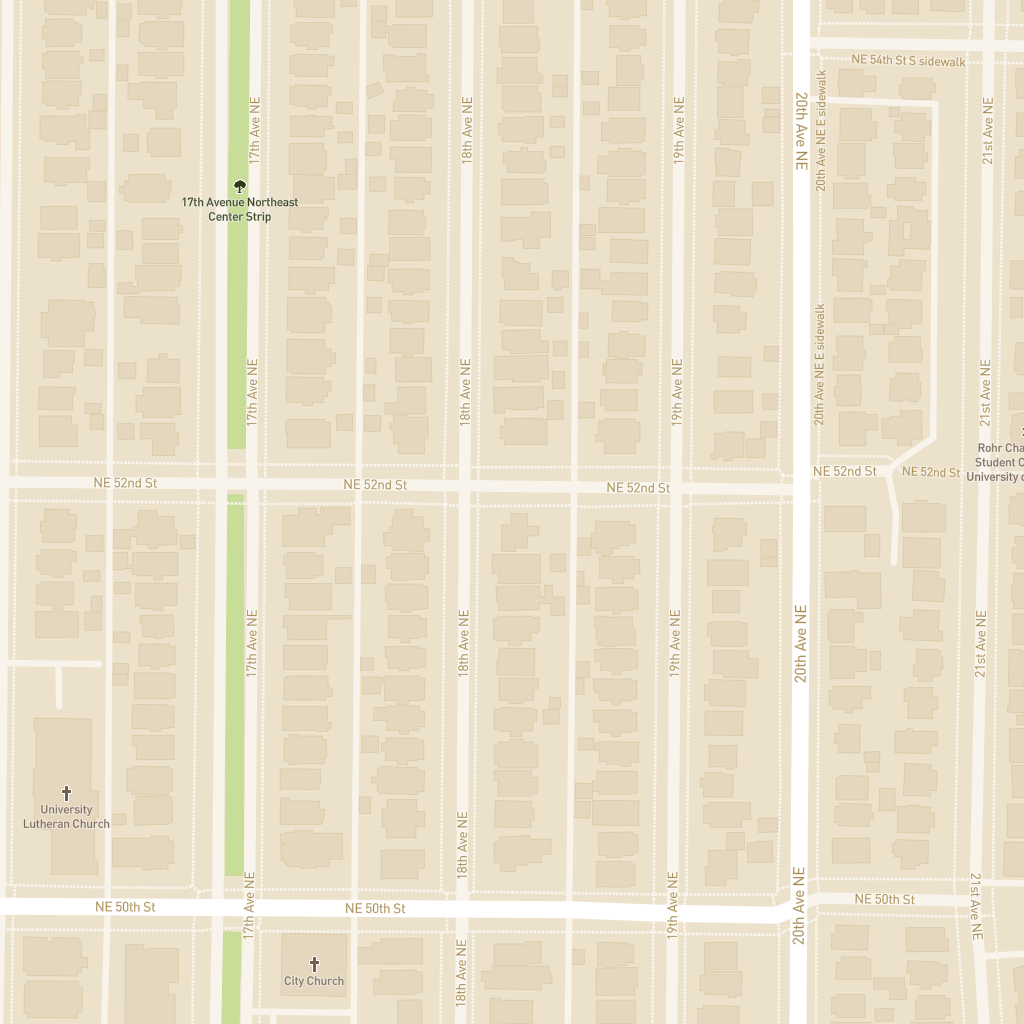 NE 54th St S sidewalk
17th Ave NE
18th Ave NE
19th Ave NE
20th Ave NE
20th Ave NE E sidewalk
21st Ave NE
17th Avenue Northeast
Center Strip
17th Ave NE
18th Ave NE
19th Ave NE
20th Ave NE E sidewalk
21st Ave NE
Rohr Cha
Student C
University o
NE 52nd St
NE 52nd St
NE 52nd St
NE 52nd St
NE 52nd St
17th Ave NE
18th Ave NE
19th Ave NE
20th Ave NE
21st Ave NE
University
Lutheran Church
18th Ave NE
17th Ave NE
19th Ave NE
20th Ave NE
21st Ave NE
NE 50th St
NE 50th St
NE 50th St
18th Ave NE
City Church